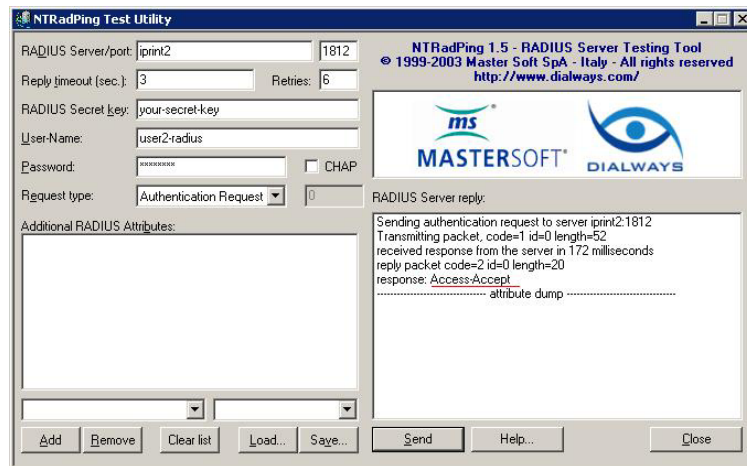 NTRadPing Test Utility
RADIUS Server/port: iprint2 1812
Reply timeout (sec.): 3 Retries: 6
RADIUS Secret key: your-secret-key
User-Name: user2-radius
Password: ******** CHAP
Request type: Authentication Request 0
Additional RADIUS Attributes:
Add Remove Clear list Load... Save...
NTRadPing 1.5 - RADIUS Server Testing Tool
© 1999-2003 Master Soft SpA - Italy - All rights reserved
http://www.dialways.com/
ms
MASTERSOFT DIALWAYS
RADIUS Server reply:
Sending authentication request to server iprint2:1812
Transmitting packet, code=1 id=0 length=52
received response from the server in 172 milliseconds
reply packet code=2 id=0 length=20
response: Access-Accept
-------------------------------- attribute dump --------------------------------
Send Help... Close